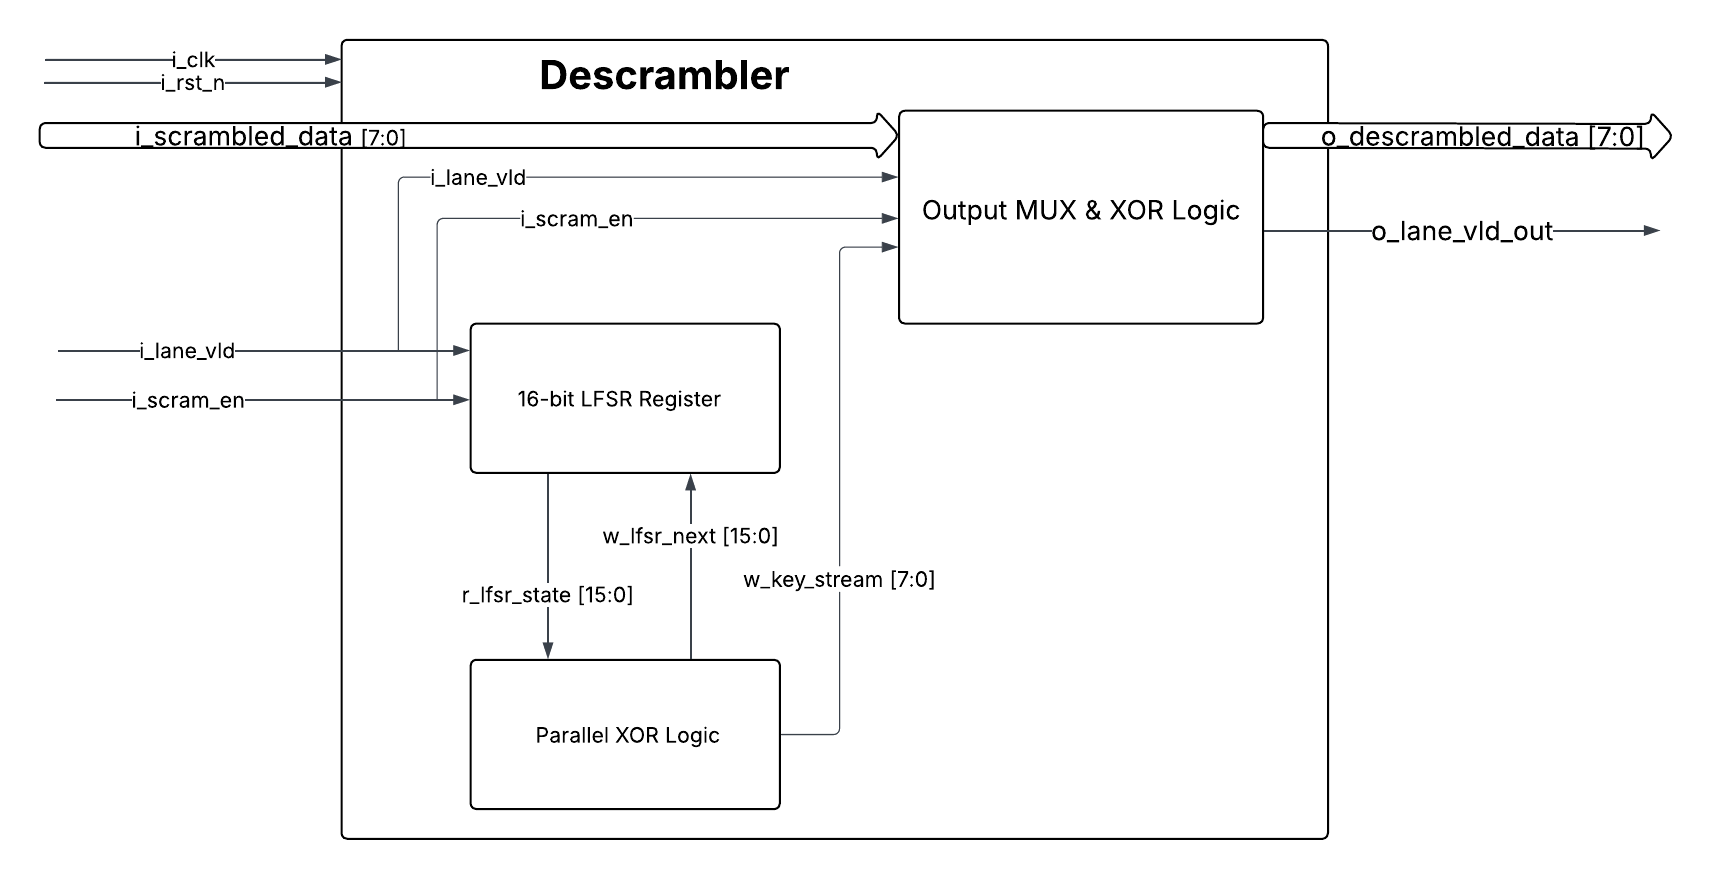 i_clk
i_rst_n
Descrambler
i_scrambled_data [7:0]
o_descrambled_data [7:0]
i_lane_vld
Output MUX & XOR Logic
i_scram_en
o_lane_vld_out
i_lane_vld
i_scram_en
16-bit LFSR Register
w_lfsr_next [15:0]
w_key_stream [7:0]
r_lfsr_state [15:0]
Parallel XOR Logic